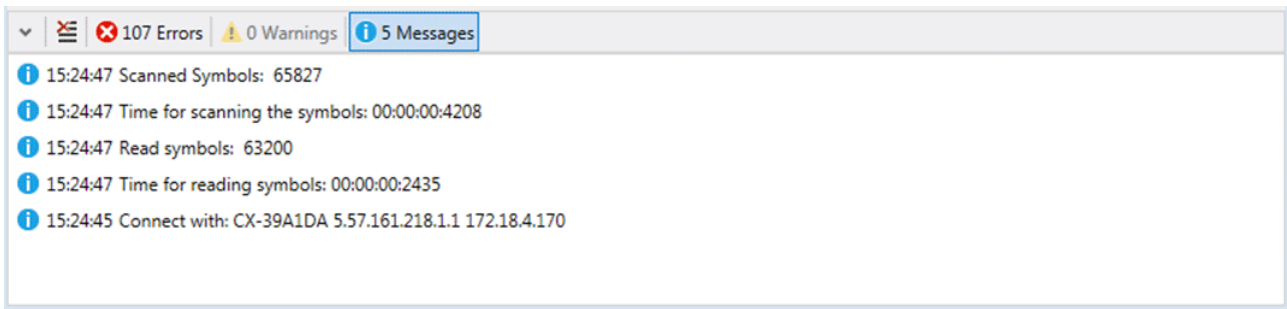 107 Errors 0 Warnings 5 Messages
15:24:47 Scanned Symbols:  65827
15:24:47 Time for scanning the symbols: 00:00:00:4208
15:24:47 Read symbols:  63200
15:24:47 Time for reading symbols: 00:00:00:2435
15:24:45 Connect with: CX-39A1DA 5.57.161.218.1.1 172.18.4.170